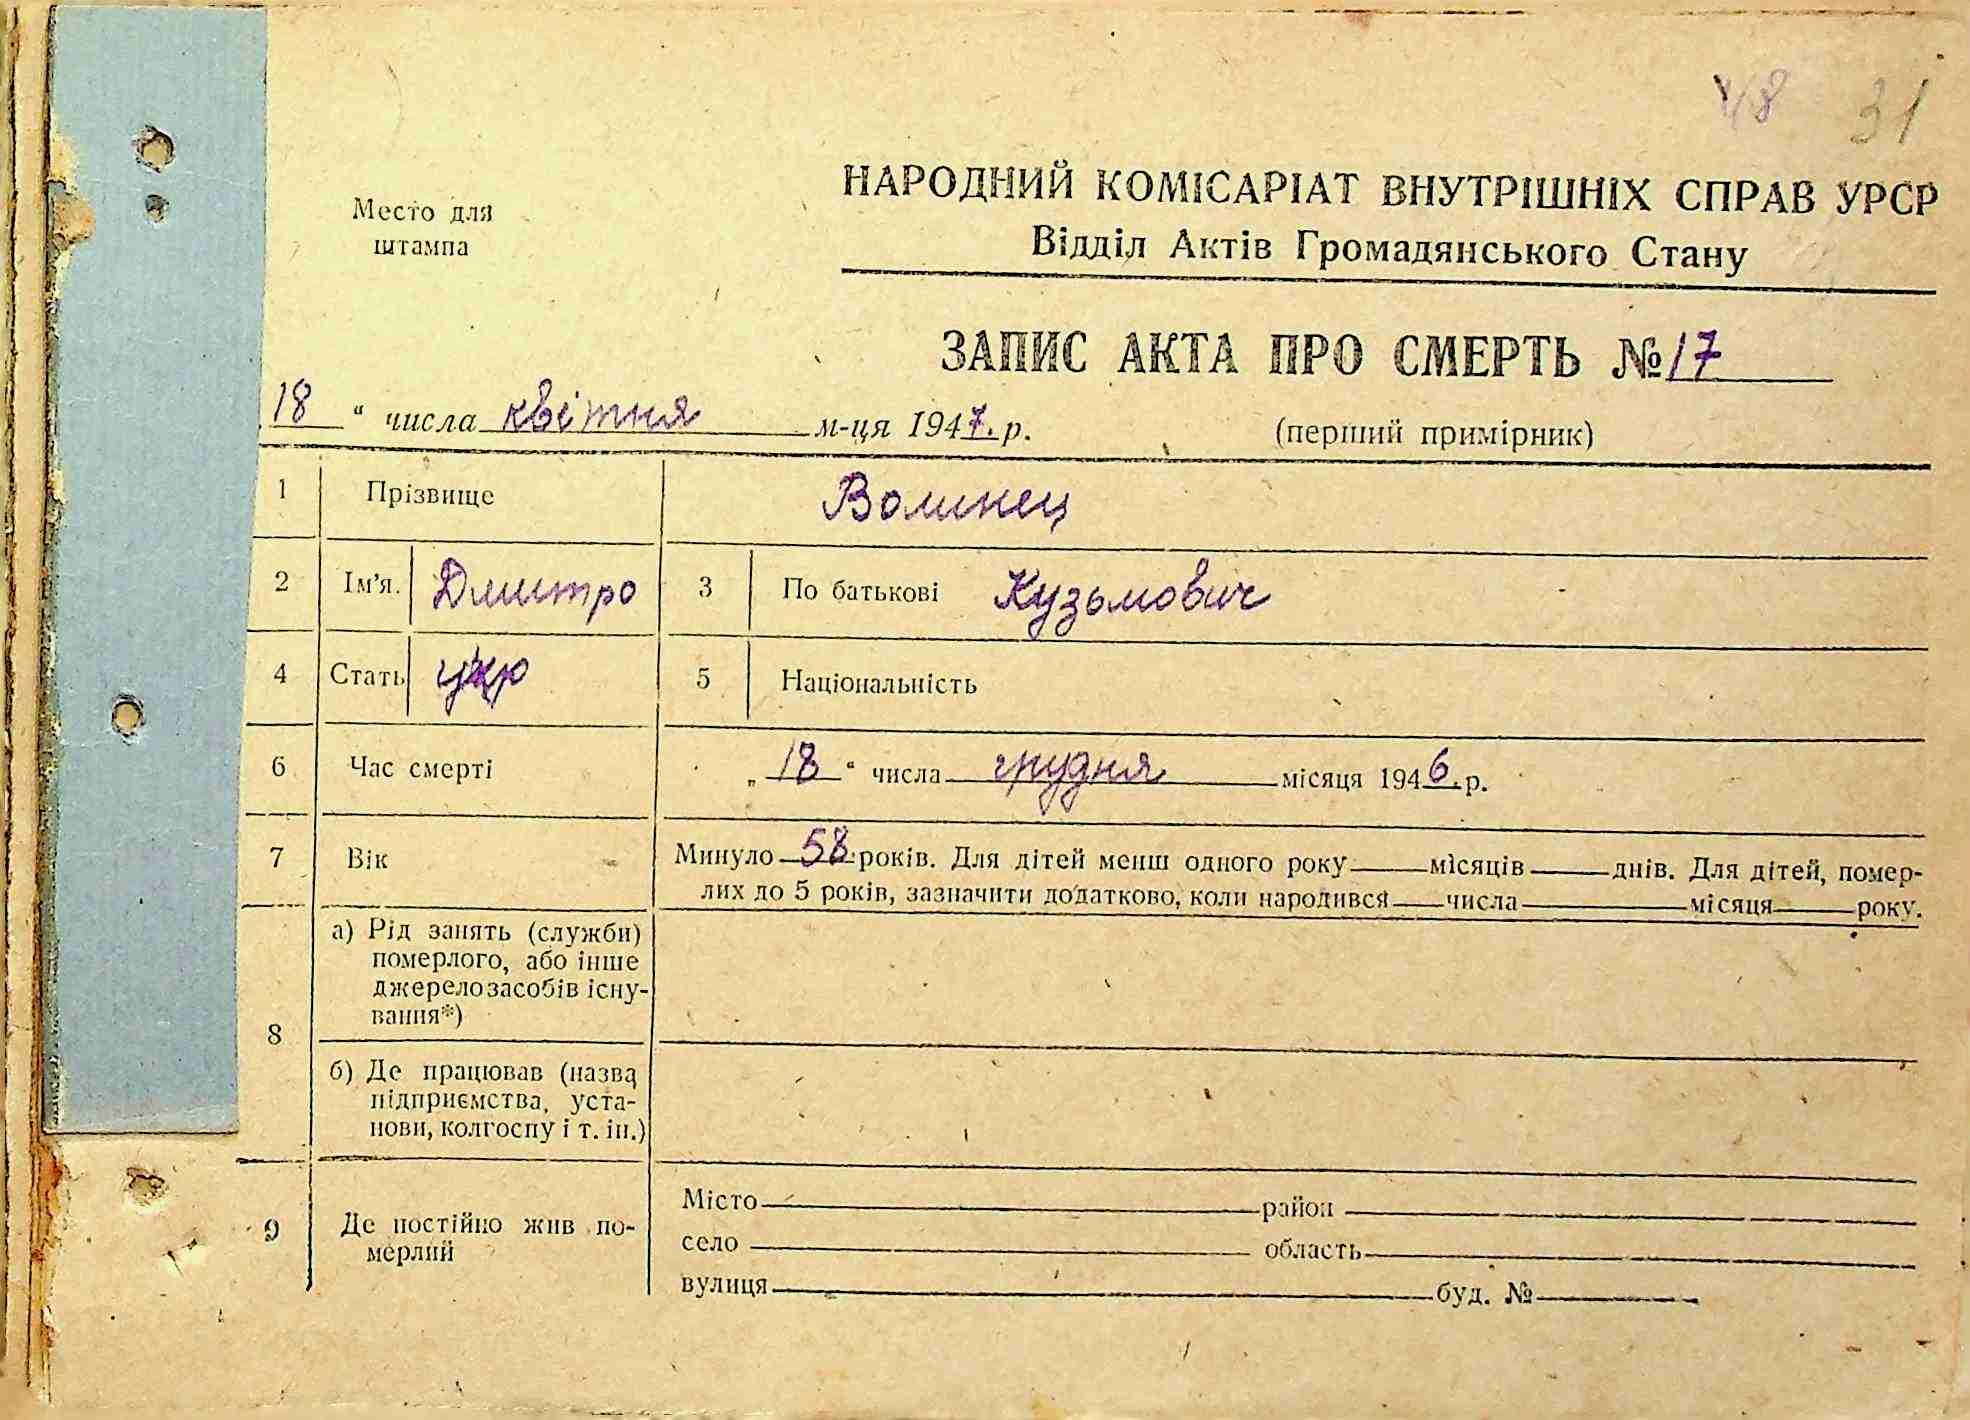 48 31
Место для
штампа
НАРОДНИЙ КОМІСАРІАТ ВНУТРІШНІХ СПРАВ УРСР
Відділ Актів Громадянського Стану
ЗАПИС АКТА ПРО СМЕРТЬ № 17
18 " числа квітня м-ця 1947. р.
(перший примірник)
1 Прізвище Волинец
2 Ім'я. Дмитро 3 По батькові Кузьмович
4 Стать укр 5 Національність
6 Час смерті „ 18 " числа грудня місяця 1946. р.
7 Вік Минуло 58 років. Для дітей менш одного року місяців днів. Для дітей, помер-
лих до 5 років, зазначити додатково, коли народився числа місяця року.
8
а) Рід занять (служби)
померлого, або інше
джерело засобів існу-
вання*)
б) Де працював (назва
підприємства, уста-
нови, колгоспу і т. ін.)
9 Де постійно жив по-
мерлий
Місто район
село область
вулиця буд. №